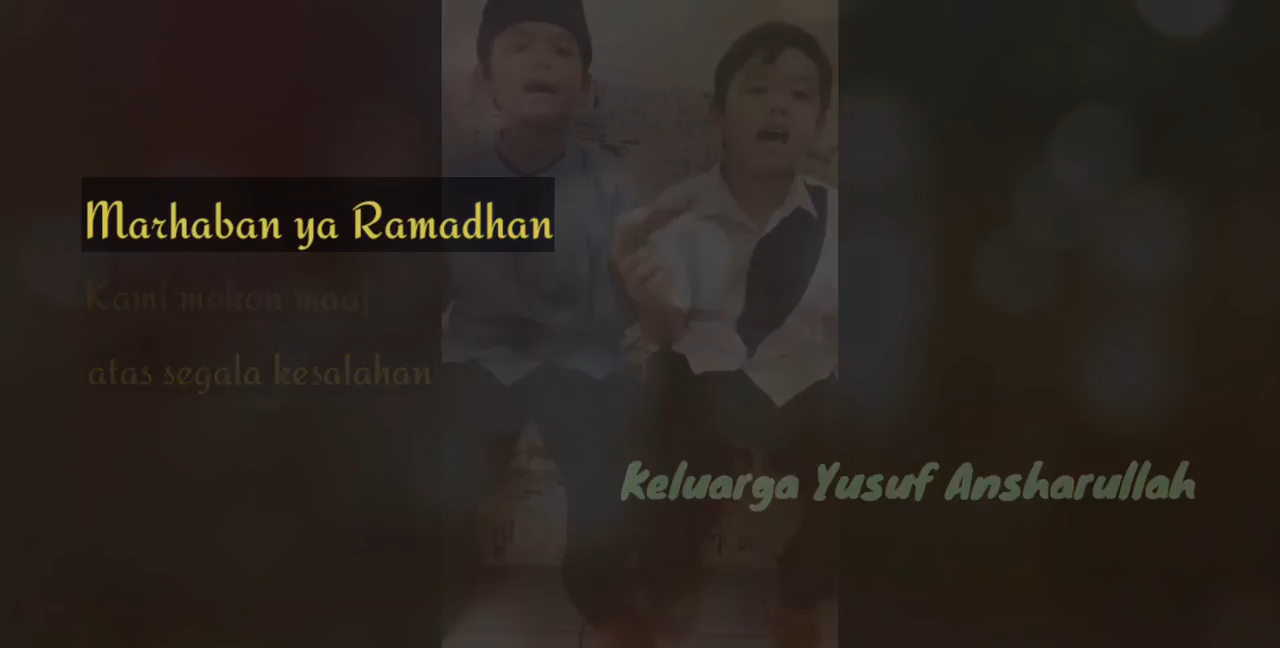 Marhaban ya Ramadhan
Kami mohon maaf
atas segala kesalahan
Keluarga Yusuf Ansharullah